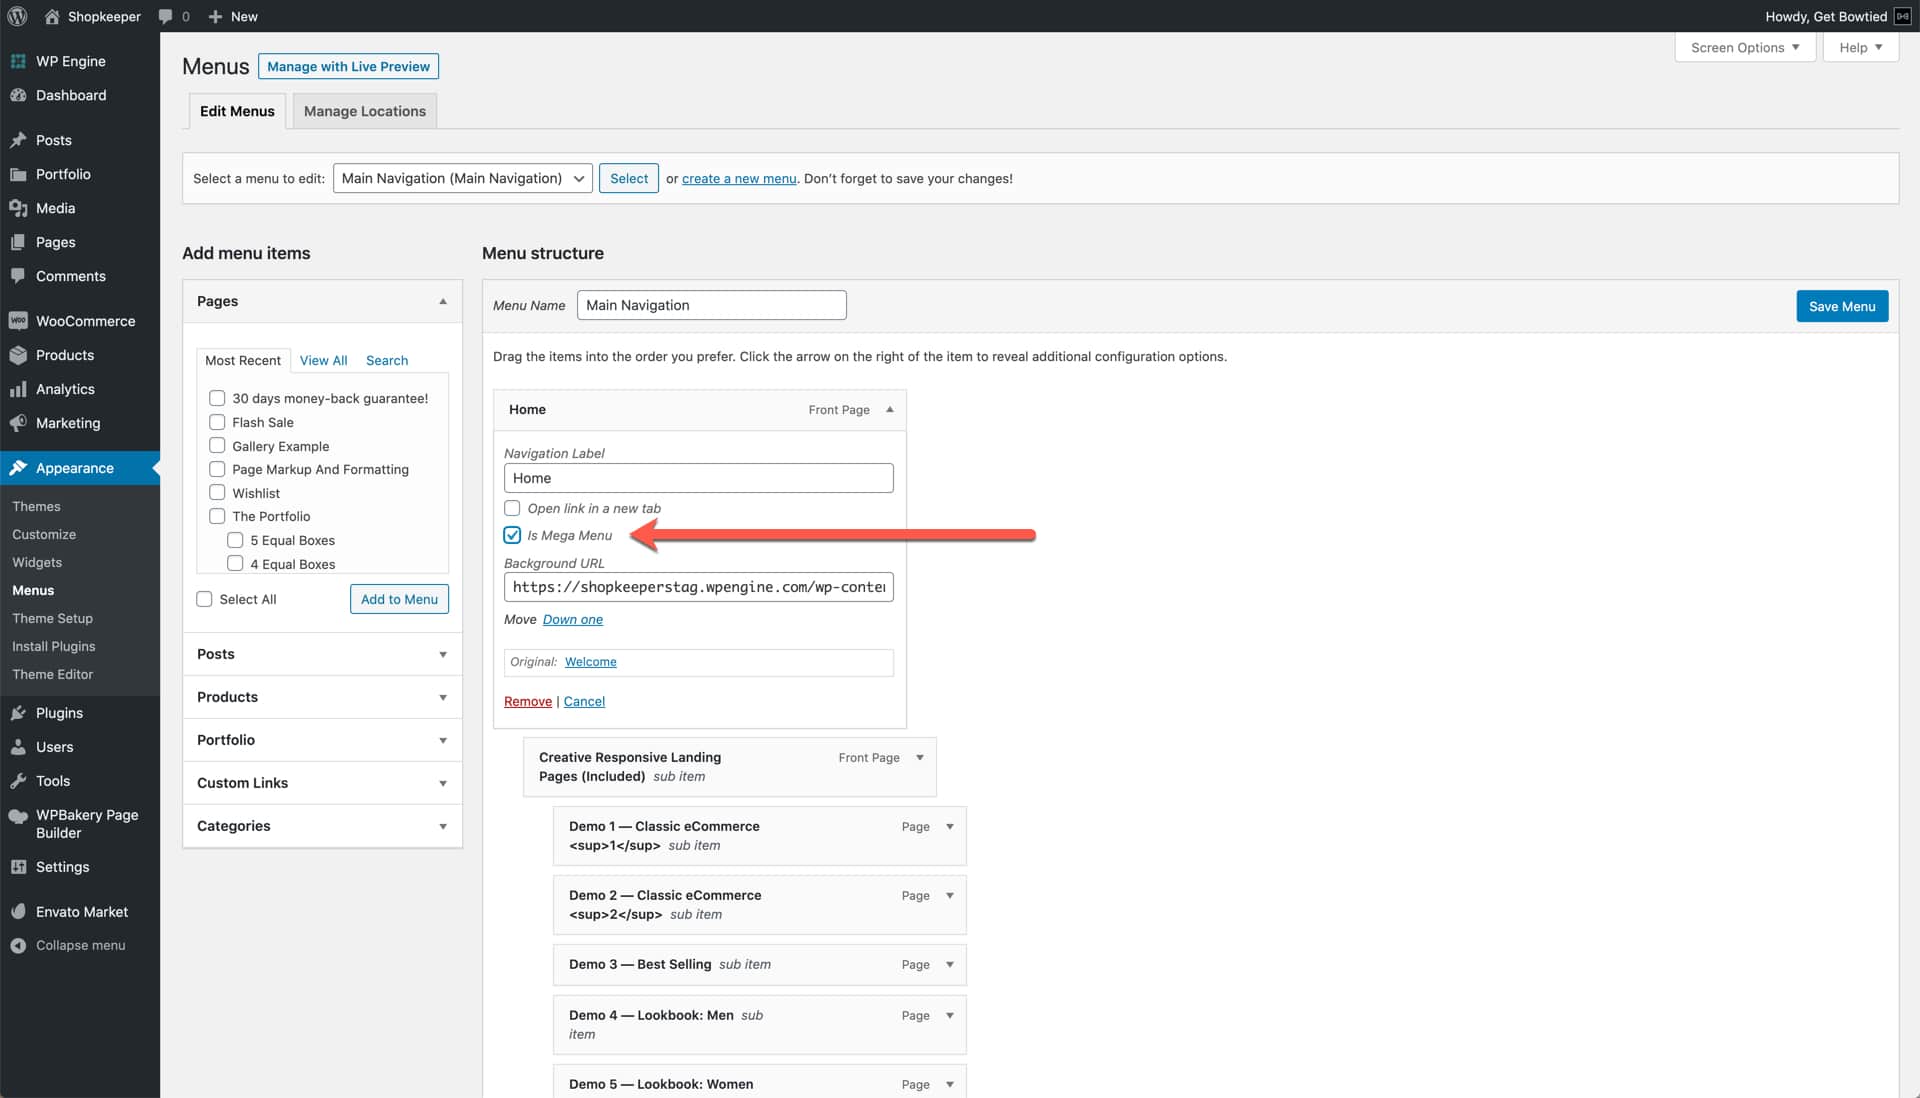 Shopkeeper
0
New
Howdy, Get Bowtied
WP Engine
Dashboard
Posts
Portfolio
Media
Pages
Comments
WOO
WooCommerce
Products
Analytics
Marketing
Appearance
Themes
Customize
Widgets
Menus
Theme Setup
Install Plugins
Theme Editor
Plugins
Users
Tools
WPBakery Page
Builder
Settings
Envato Market
Collapse menu
Screen Options
Help
Menus
Manage with Live Preview
Edit Menus
Manage Locations
Select a menu to edit: Main Navigation (Main Navigation) Select or create a new menu. Don't forget to save your changes!
Add menu items
Pages
Most Recent View All Search
30 days money-back guarantee!
Flash Sale
Gallery Example
Page Markup And Formatting
Wishlist
The Portfolio
5 Equal Boxes
4 Equal Boxes
Select All
Add to Menu
Posts
Products
Portfolio
Custom Links
Categories
Menu structure
Menu Name Main Navigation
Save Menu
Drag the items into the order you prefer. Click the arrow on the right of the item to reveal additional configuration options.
Home Front Page
Navigation Label
Home
Open link in a new tab
Is Mega Menu
Background URL
https://shopkeeperstag.wpengine.com/wp-conte
Move Down one
Original: Welcome
Remove | Cancel
Creative Responsive Landing Front Page
Pages (Included) sub item
Demo 1 — Classic eCommerce Page
<sup>1</sup> sub item
Demo 2 — Classic eCommerce Page
<sup>2</sup> sub item
Demo 3 — Best Selling sub item Page
Demo 4 — Lookbook: Men sub Page
item
Demo 5 — Lookbook: Women Page